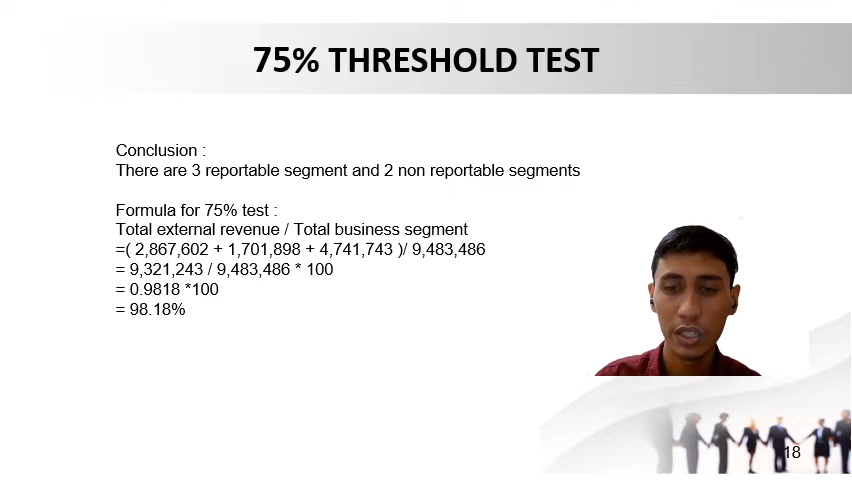 75% THRESHOLD TEST
Conclusion :
There are 3 reportable segment and 2 non reportable segments
Formula for 75% test :
Total external revenue / Total business segment
=( 2,867,602 + 1,701,898 + 4,741,743 )/ 9,483,486
= 9,321,243 / 9,483,486 * 100
= 0.9818 *100
= 98.18%
18